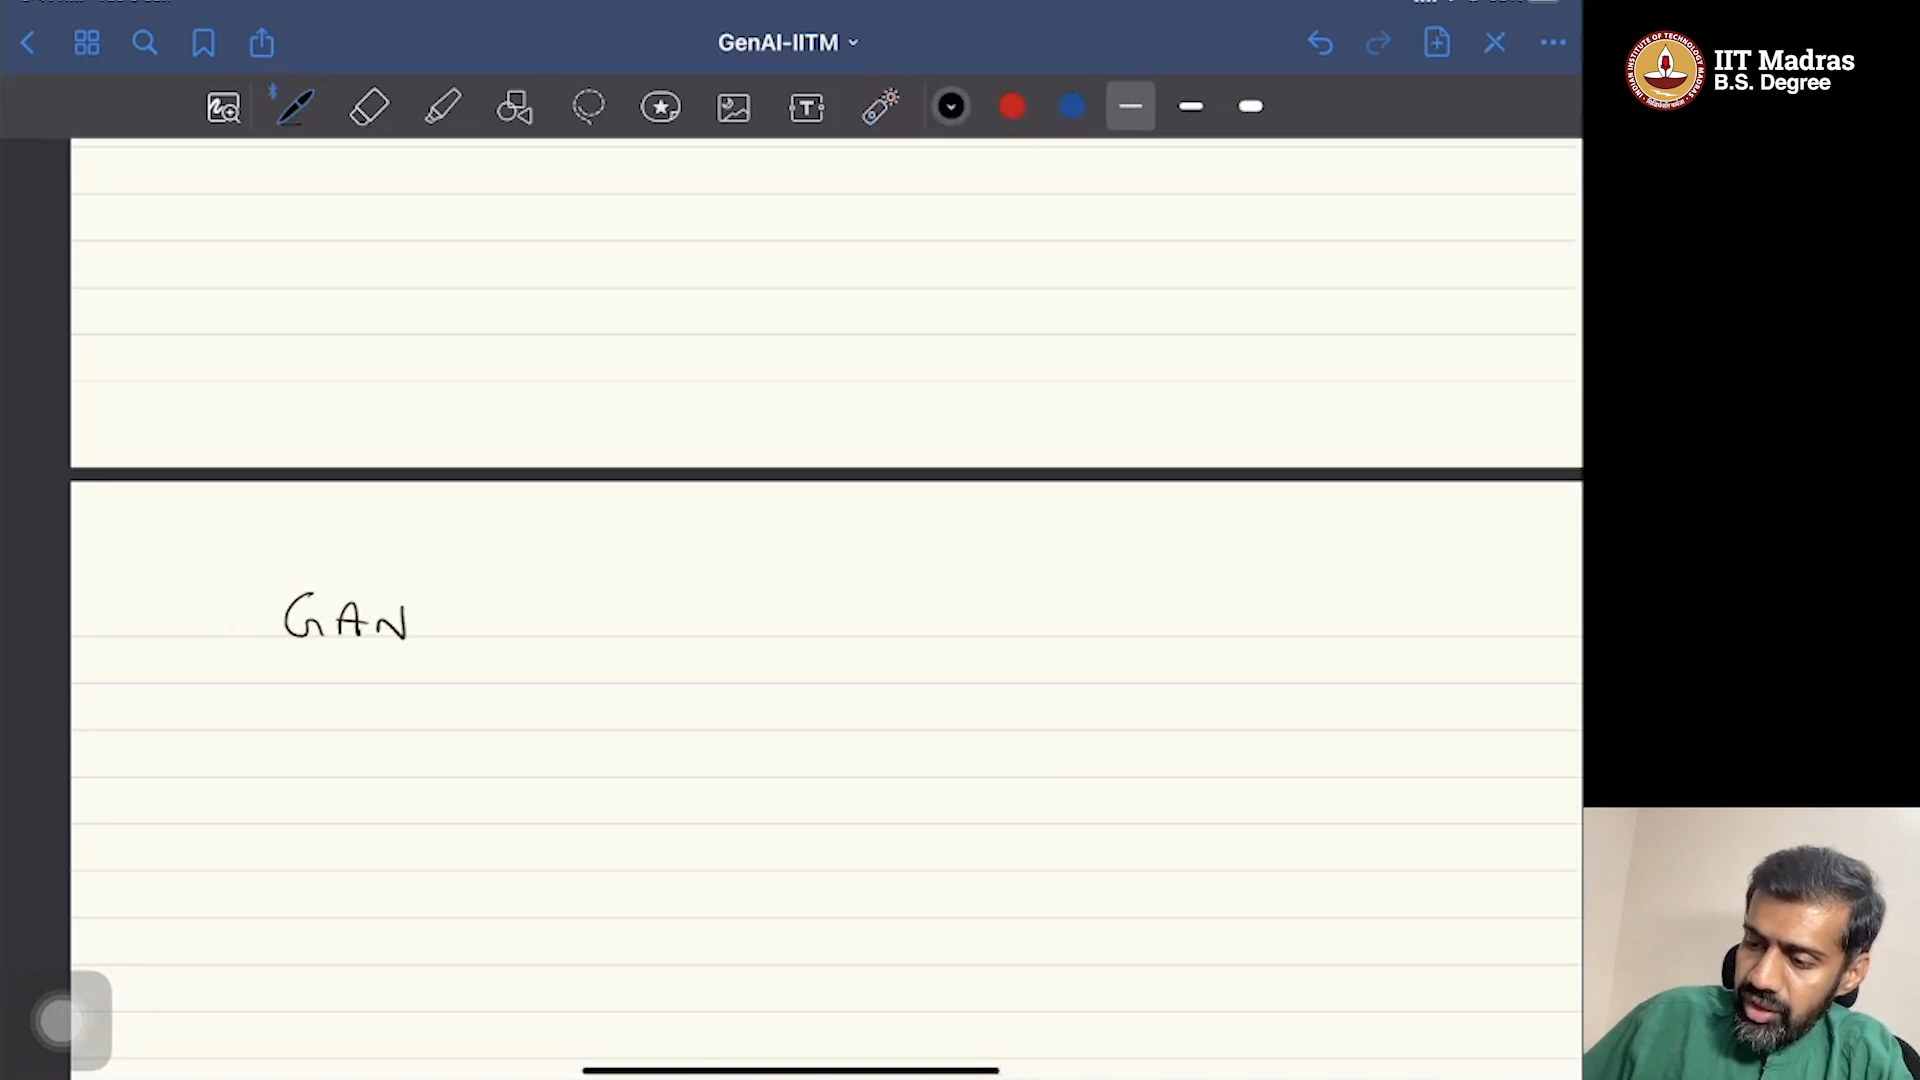 GenAI-IITM
IIT Madras
B.S. Degree
T
GAN